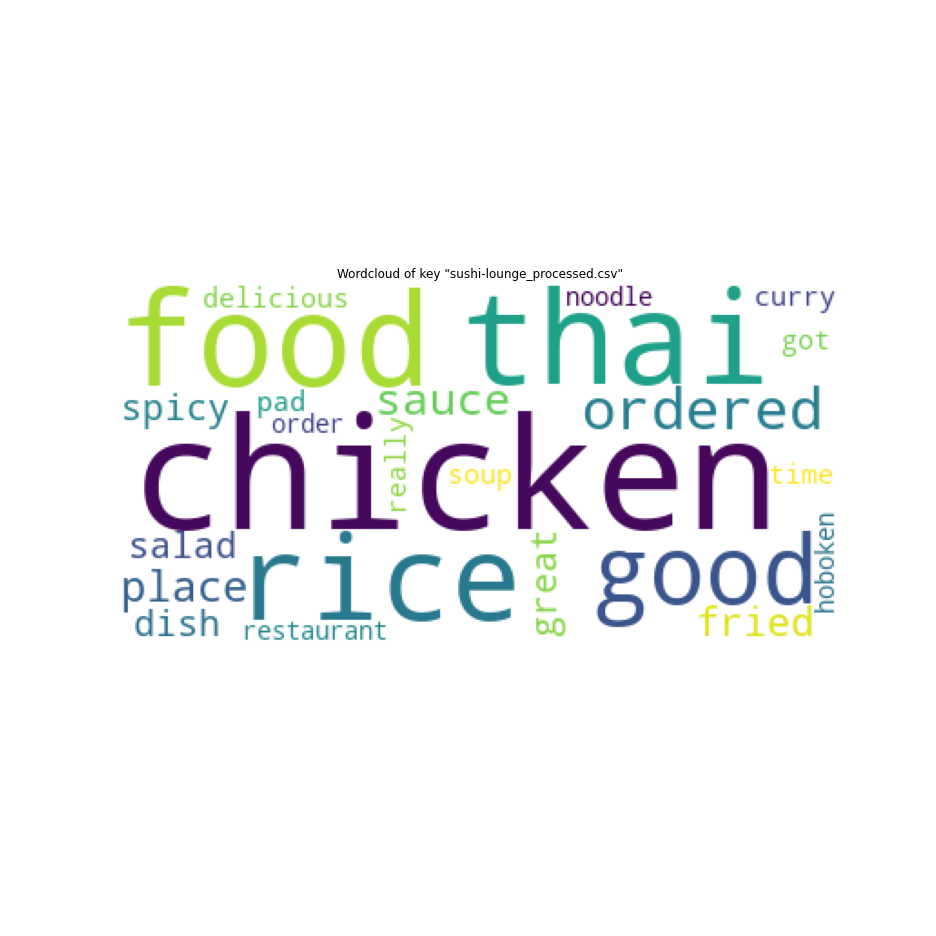 Wordcloud of key "sushi-lounge_processed.csv"
food
delicious
thai
noodle
curry
got
spicy
pad
order
sauce
ordered
chicken
really
soup
time
salad
rice
great
good
hoboken
place
dish
restaurant
fried